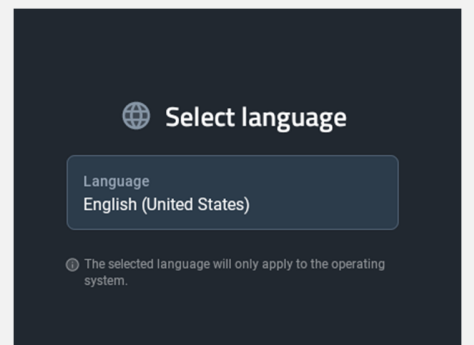 Select language
Language
English (United States)
The selected language will only apply to the operating
system.